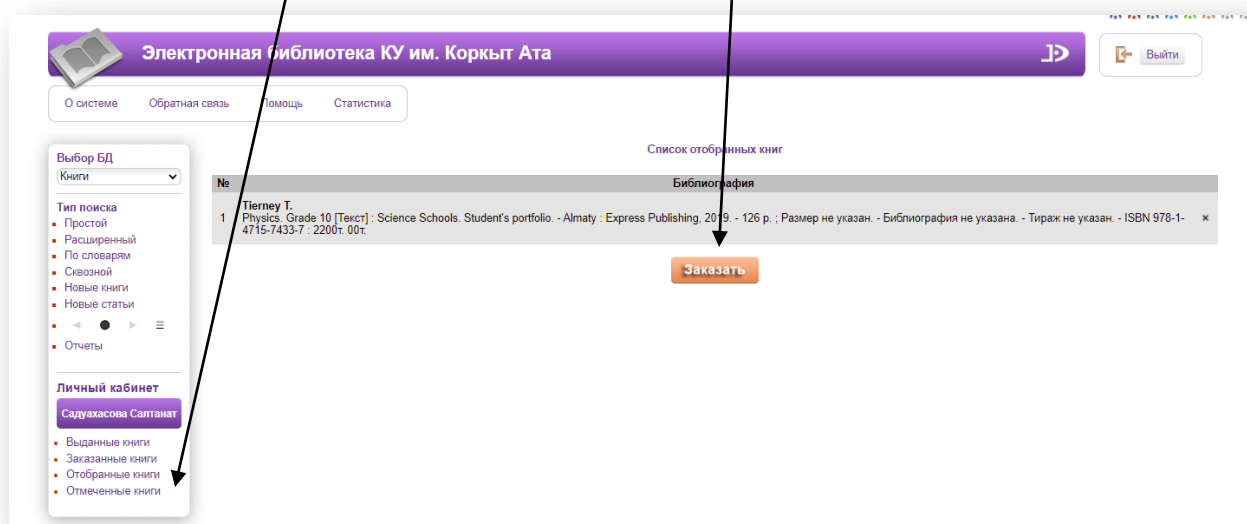 Электронная библиотека КУ им. Коркыт Ата
Выйти
О системе Обратная связь Помощь Статистика
Выбор БД
Книги
Тип поиска
Простой
Расширенный
По словарям
Сквозной
Новые книги
Новые статьи
Отчеты
Личный кабинет
Садуахасова Салтанат
Выданные книги
Заказанные книги
Отобранные книги
Отмеченные книги
Список отобранных книг
№ Библиография
Tierney T.
1 Physics. Grade 10 [Текст] : Science Schools. Student's portfolio. - Almaty : Express Publishing, 2019. - 126 p. ; Размер не указан. - Библиография не указана. - Тираж не указан. - ISBN 978-1-
4715-7433-7 : 2200т. 00т.
Заказать